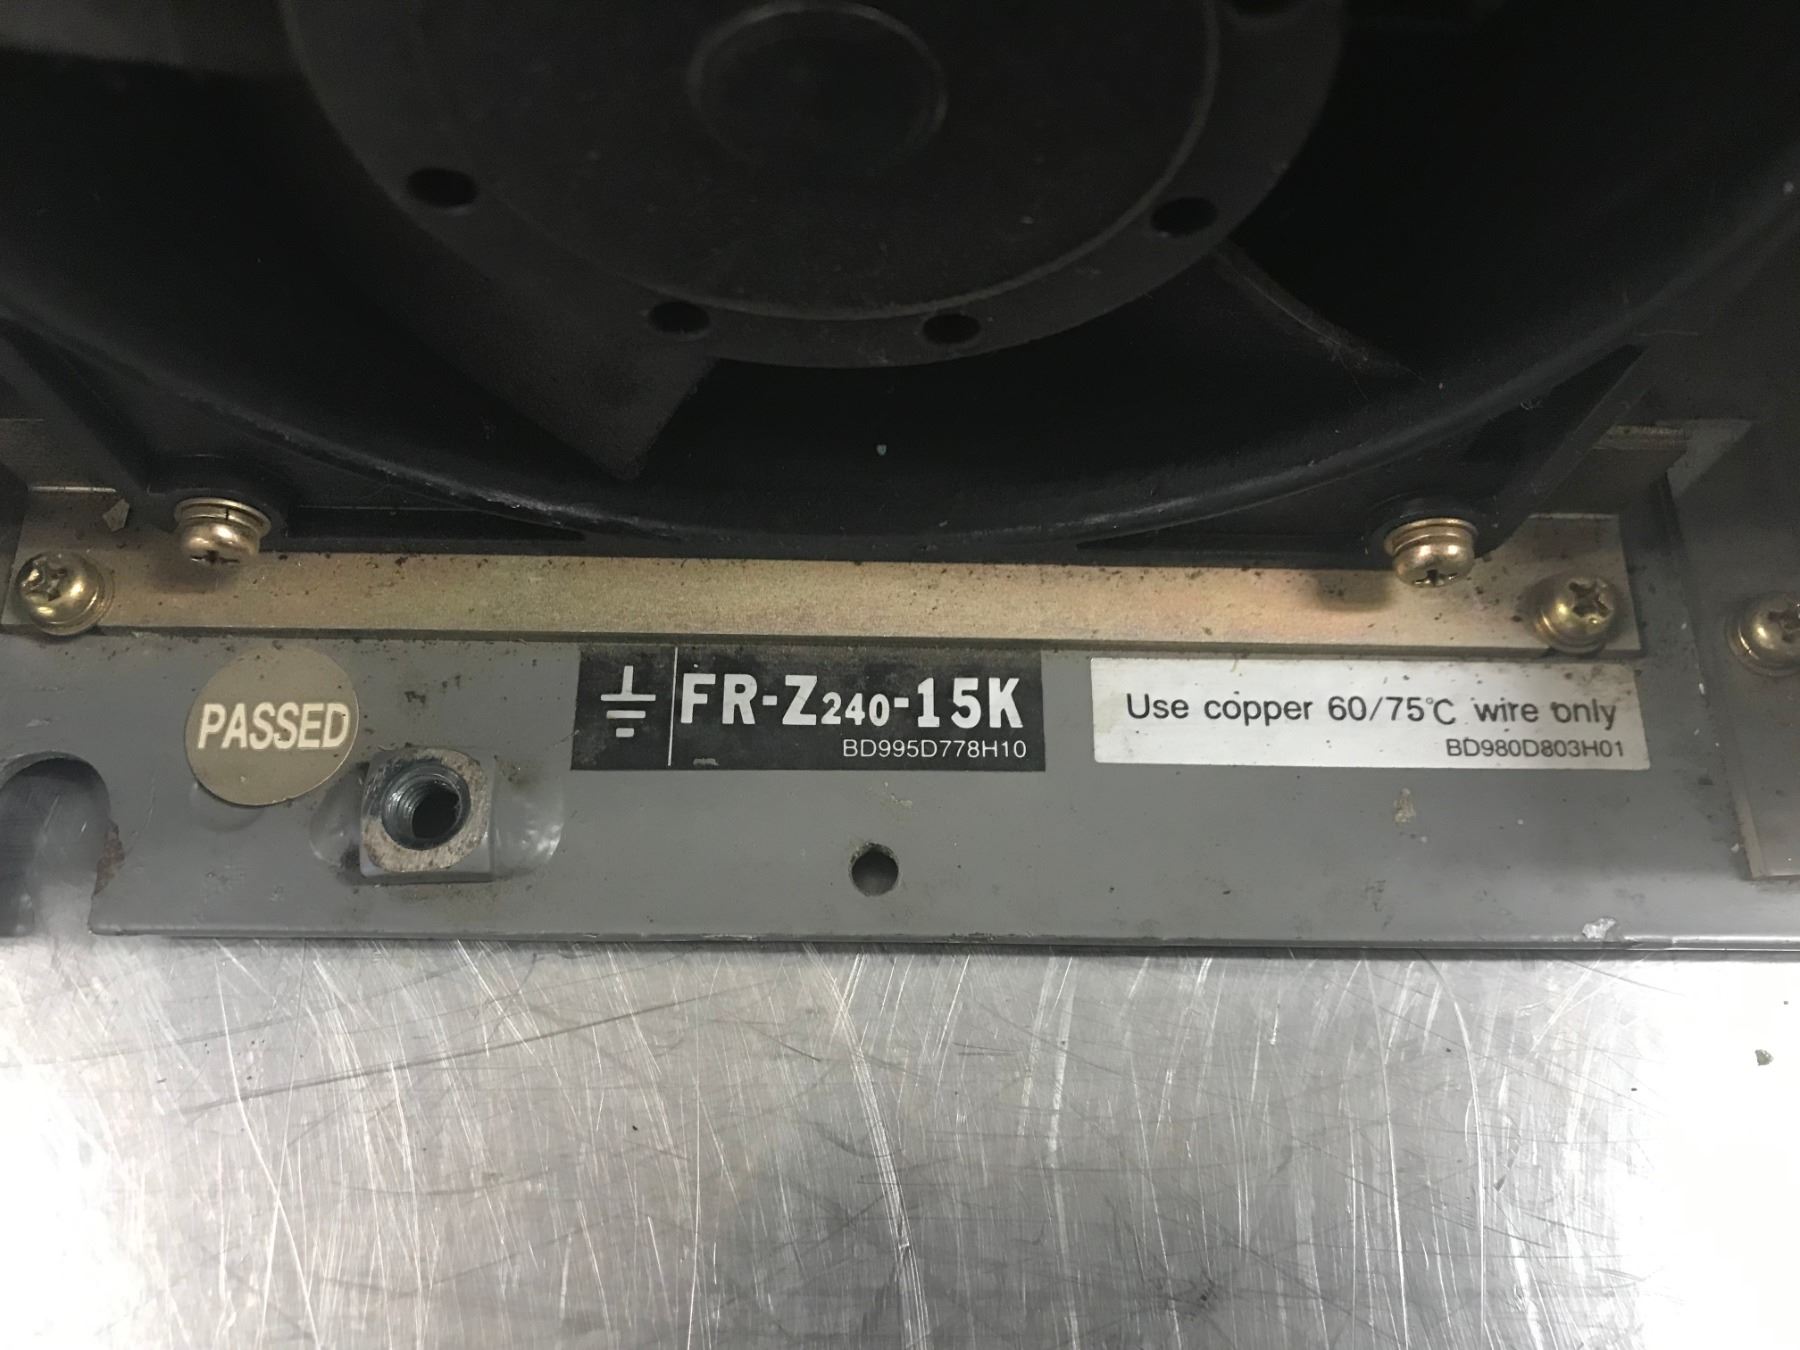 PASSED
FR-Z240-15K
BD995D778H10
Use copper 60/75℃ wire only
BD980D803H01